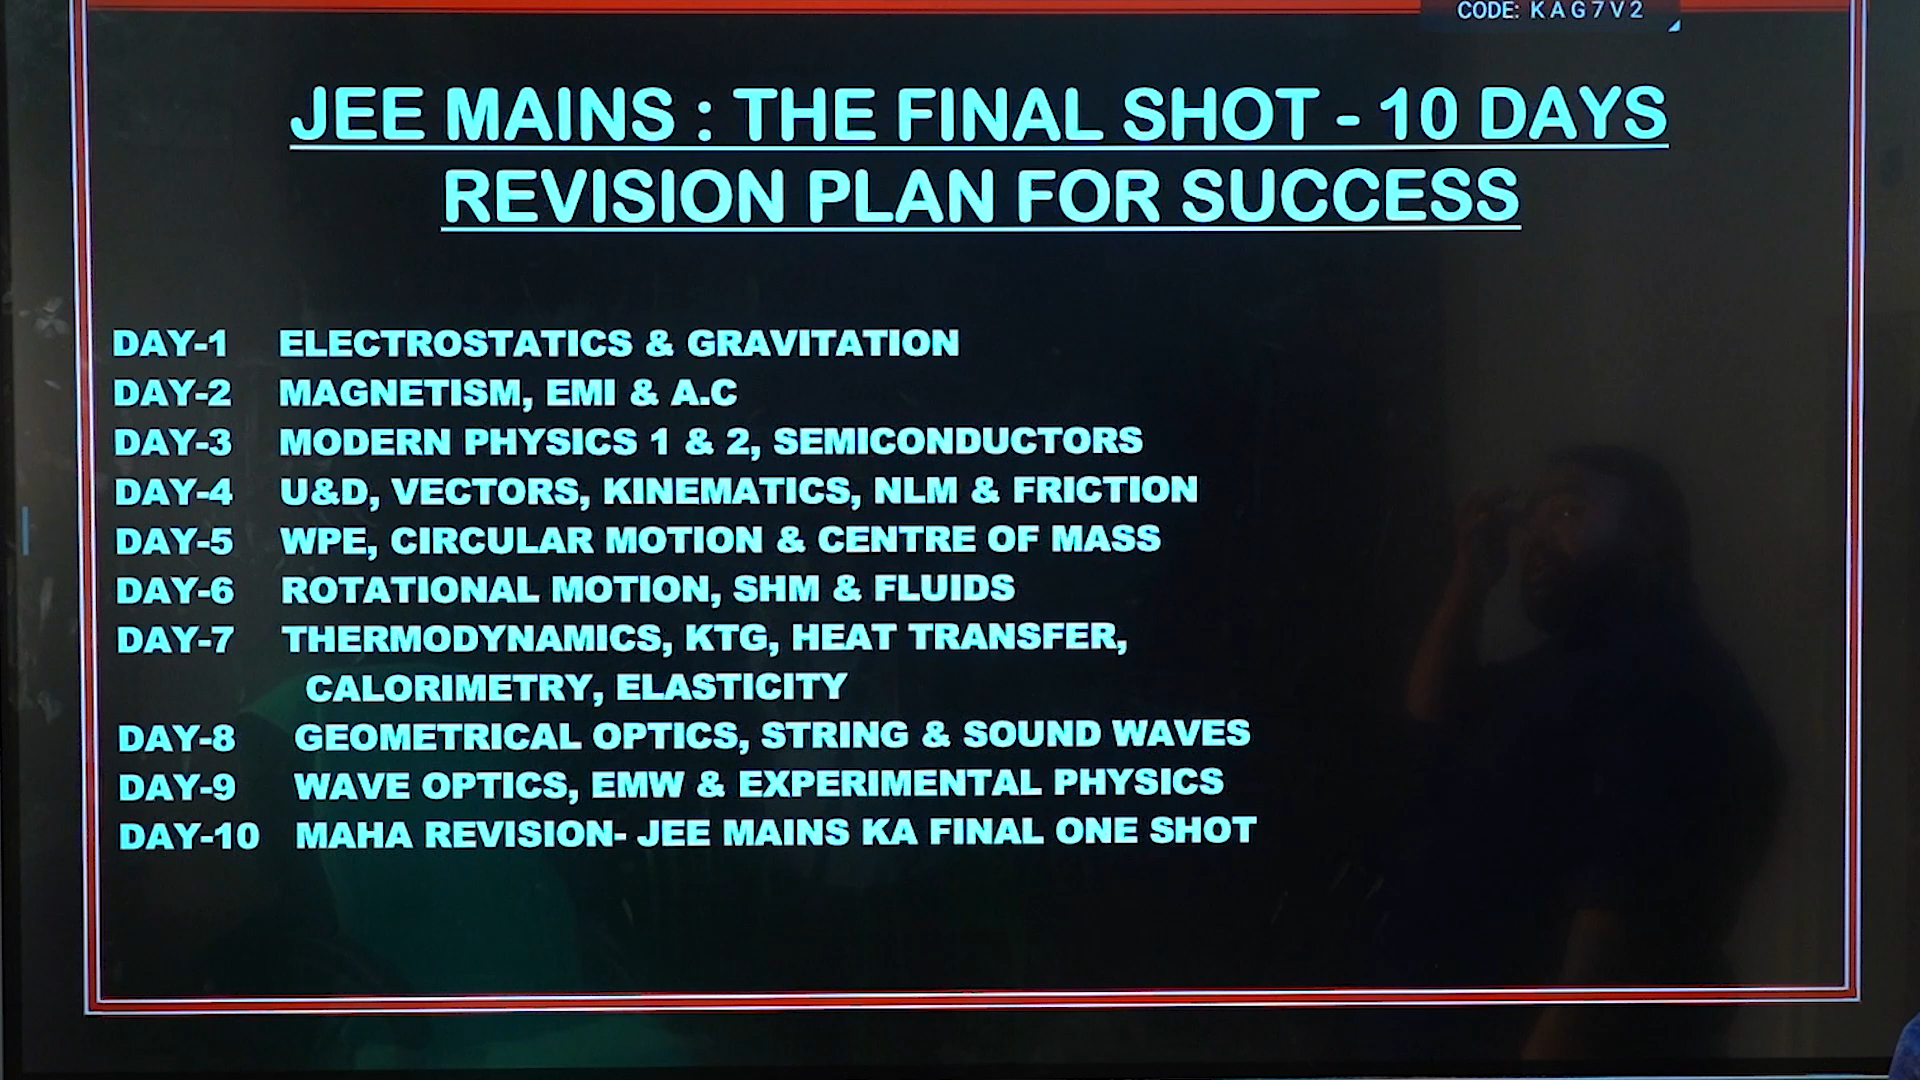 CODE: KAG7V2
JEE MAINS : THE FINAL SHOT - 10 DAYS
REVISION PLAN FOR SUCCESS
DAY-1 ELECTROSTATICS & GRAVITATION
DAY-2 MAGNETISM, EMI & A.C
DAY-3 MODERN PHYSICS 1 & 2, SEMICONDUCTORS
DAY-4 U&D, VECTORS, KINEMATICS, NLM & FRICTION
DAY-5 WPE, CIRCULAR MOTION & CENTRE OF MASS
DAY-6 ROTATIONAL MOTION, SHM & FLUIDS
DAY-7 THERMODYNAMICS, KTG, HEAT TRANSFER,
CALORIMETRY, ELASTICITY
DAY-8 GEOMETRICAL OPTICS, STRING & SOUND WAVES
DAY-9 WAVE OPTICS, EMW & EXPERIMENTAL PHYSICS
DAY-10 MAHA REVISION- JEE MAINS KA FINAL ONE SHOT